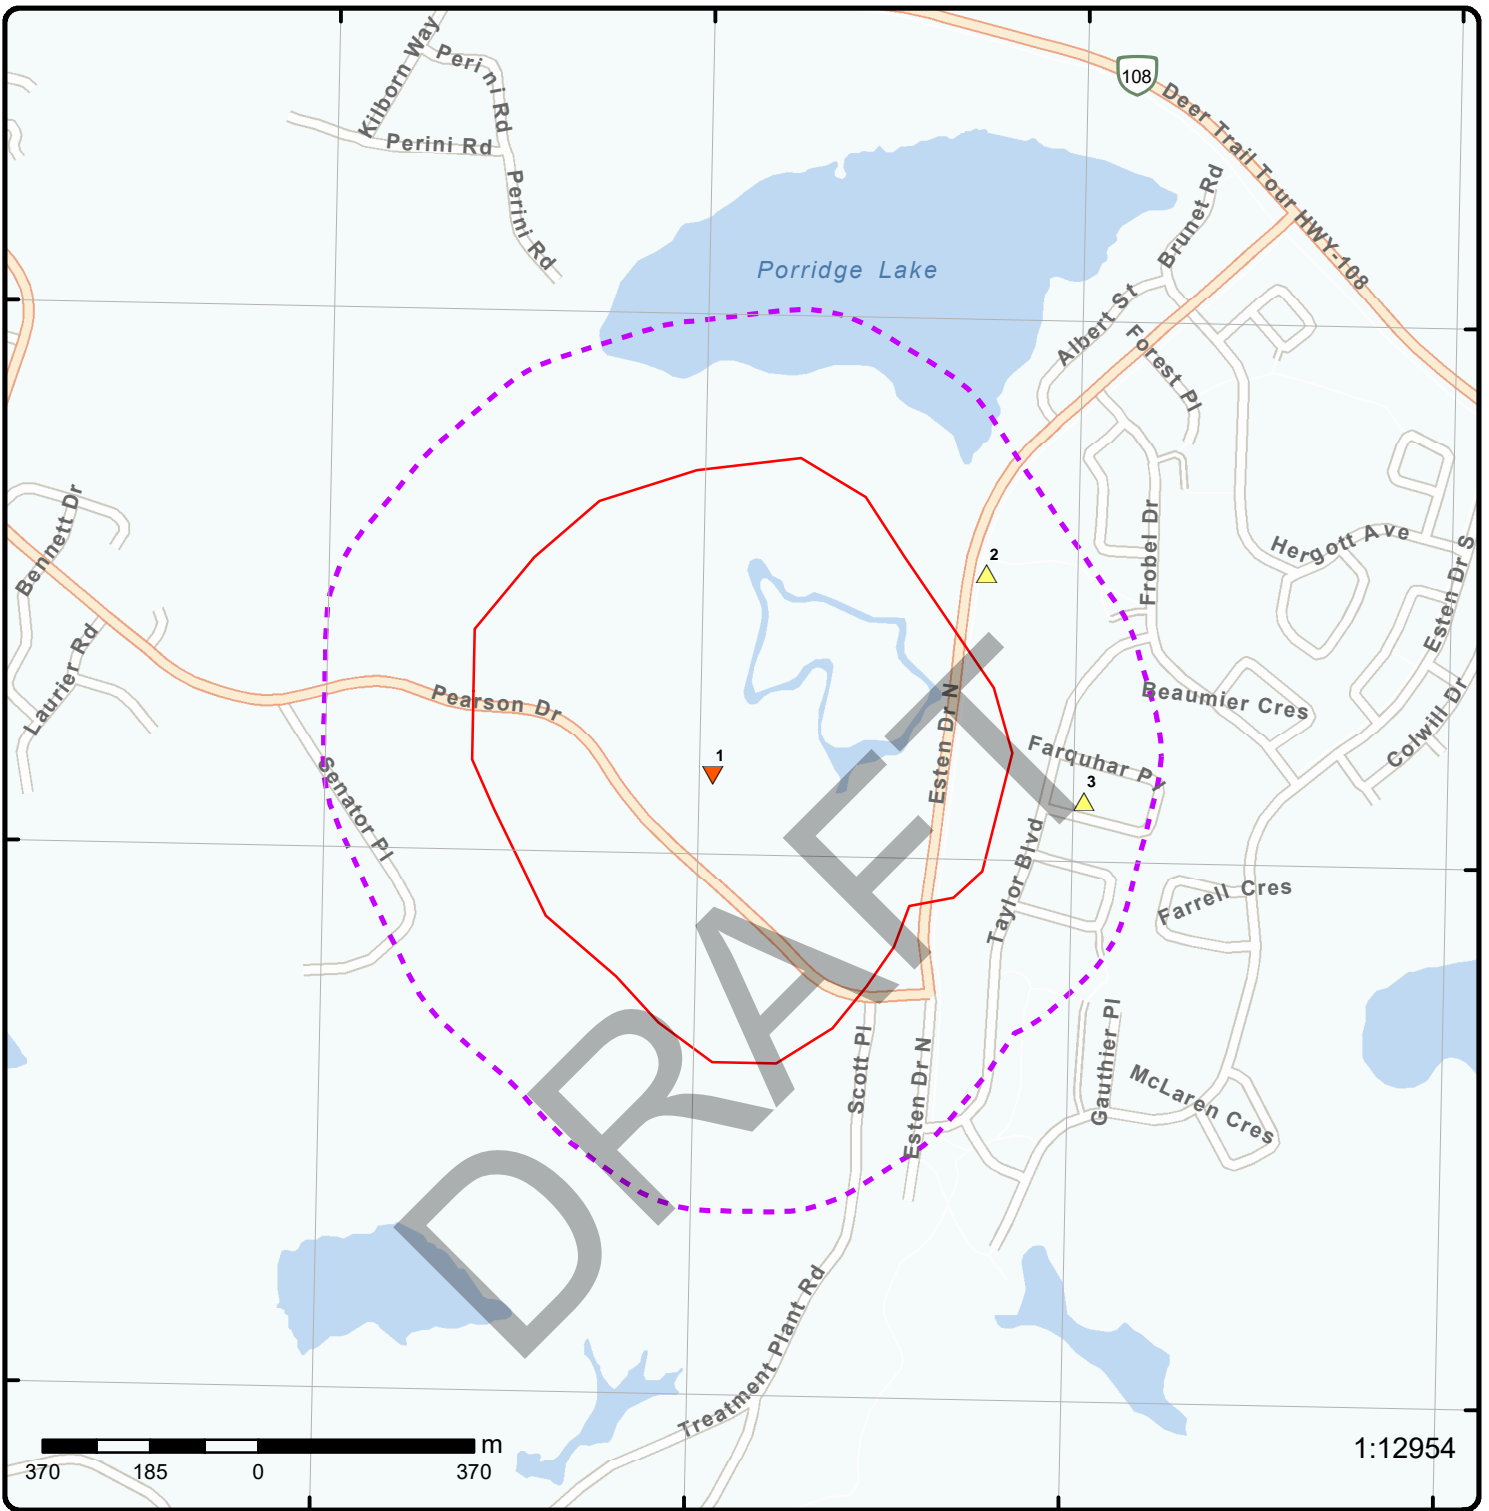 Kilborn Way
Perini Rd
Perini Rd
Perini Rd
108
Deer Trail Tour HWY-108
Brunet Rd
Porridge Lake
Albert St
Forest Pl
Bennett Dr
Laurier Rd
Frobel Dr
Hergott Ave
Esten Dr S
2
Pearson Dr
Beaumier Cres
Colwill Dr
Esten Dr N
Farquhar Py
1
3
Senator Pl
Taylor Blvd
Farrell Cres
DRAFT
Scott Pl
Esten Dr N
Gauthier Pl
McLaren Cres
Treatment Plant Rd
m
370 185 0 370
1:12954